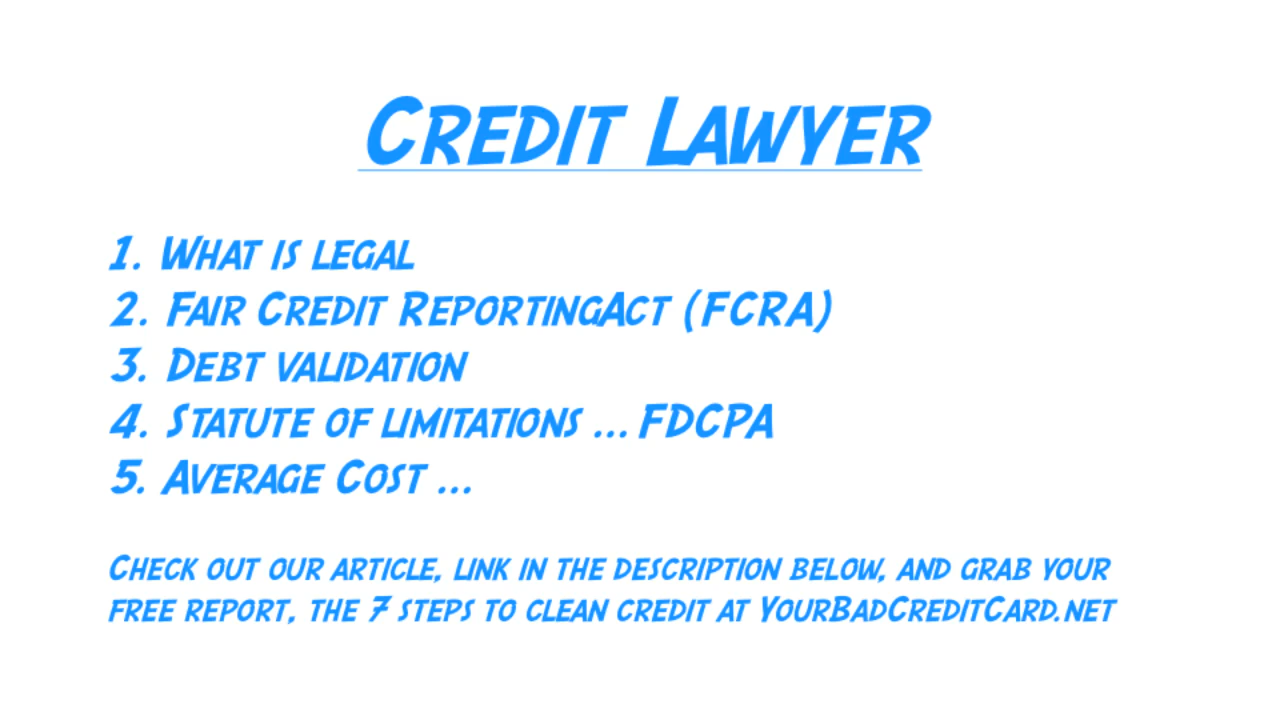 Credit Lawyer
1. What is legal
2. Fair Credit ReportingAct (FCRA)
3. Debt validation
4. Statute of limitations ... FDCPA
5. Average Cost ...
Check out our article, link in the description below, and grab your
free report, the 7 steps to clean credit at YourBadCreditCard.net